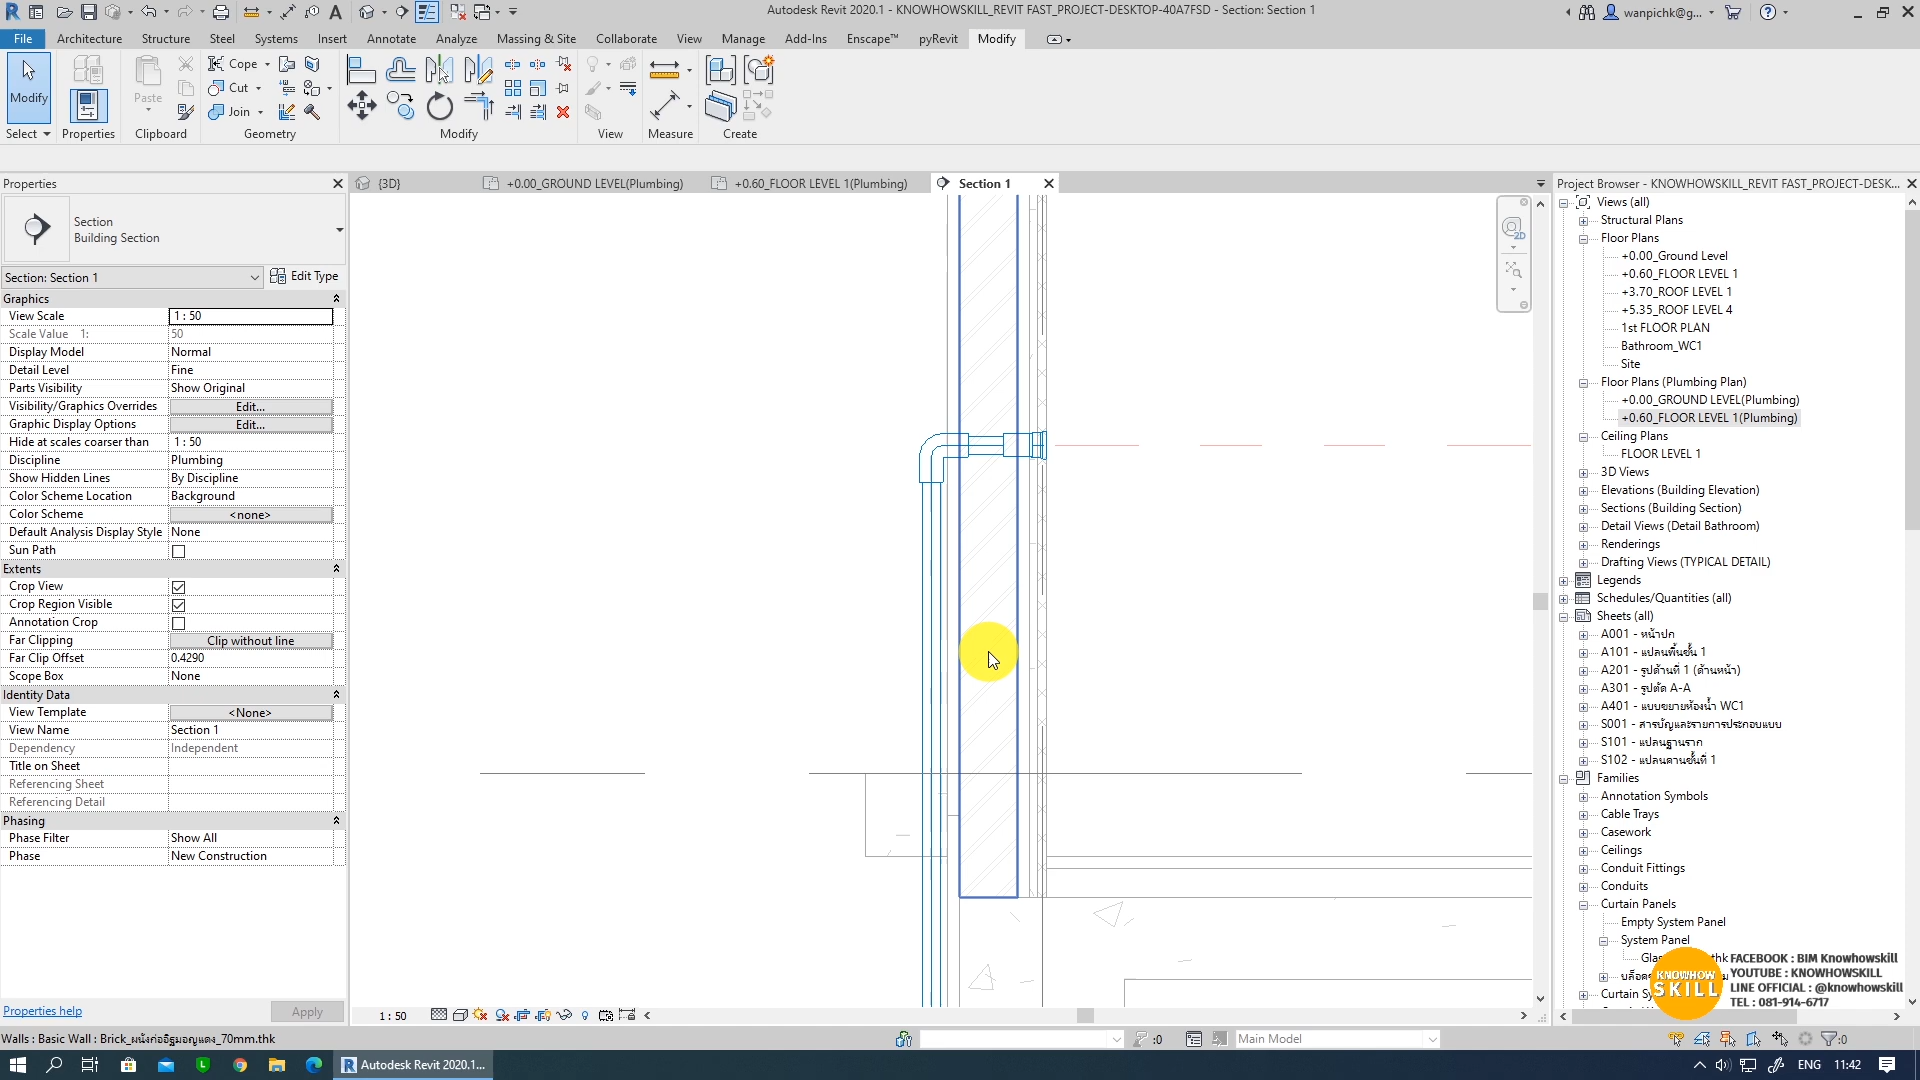 Autodesk Revit 2020.1 - KNOWHOWSKILL_REVIT FAST_PROJECT-DESKTOP-40A7FSD - Section: Section 1
wanpichk@g...
File Architecture Structure Steel Systems Insert Annotate Analyze Massing & Site Collaborate View Manage Add-Ins Enscape™ pyRevit Modify
Modify
Paste
Cope
Cut
Join
Select Properties Clipboard Geometry Modify View Measure Create
Properties
{3D}
+0.00_GROUND LEVEL(Plumbing)
+0.60_FLOOR LEVEL 1(Plumbing)
Section 1
Project Browser - KNOWHOWSKILL_REVIT FAST_PROJECT-DESK...
Section
Building Section
Section: Section 1
Edit Type
Graphics
View Scale 1 : 50
Scale Value 1: 50
Display Model Normal
Detail Level Fine
Parts Visibility Show Original
Visibility/Graphics Overrides Edit...
Graphic Display Options Edit...
Hide at scales coarser than 1 : 50
Discipline Plumbing
Show Hidden Lines By Discipline
Color Scheme Location Background
Color Scheme <none>
Default Analysis Display Style None
Sun Path
Extents
Crop View
Crop Region Visible
Annotation Crop
Far Clipping Clip without line
Far Clip Offset 0.4290
Scope Box None
Identity Data
View Template <None>
View Name Section 1
Dependency Independent
Title on Sheet
Referencing Sheet
Referencing Detail
Phasing
Phase Filter Show All
Phase New Construction
Properties help
Apply
2D
Views (all)
Structural Plans
Floor Plans
+0.00_Ground Level
+0.60_FLOOR LEVEL 1
+3.70_ROOF LEVEL 1
+5.35_ROOF LEVEL 4
1st FLOOR PLAN
Bathroom_WC1
Site
Floor Plans (Plumbing Plan)
+0.00_GROUND LEVEL(Plumbing)
+0.60_FLOOR LEVEL 1(Plumbing)
Ceiling Plans
FLOOR LEVEL 1
3D Views
Elevations (Building Elevation)
Sections (Building Section)
Detail Views (Detail Bathroom)
Renderings
Drafting Views (TYPICAL DETAIL)
Legends
Schedules/Quantities (all)
Sheets (all)
A001 - หน้าปก
A101 - แปลนพื้นชั้น 1
A201 - รูปด้านที่ 1 (ด้านหน้า)
A301 - รูปตัด A-A
A401 - แบบขยายห้องน้ำ WC1
S001 - สารบัญและรายการประกอบแบบ
S101 - แปลนฐานราก
S102 - แปลนคานชั้นที่ 1
Families
Annotation Symbols
Cable Trays
Casework
Ceilings
Conduit Fittings
Conduits
Curtain Panels
Empty System Panel
System Panel
KNOWHOW
SKILL
FACEBOOK : BIM Knowhowskill
YOUTUBE : KNOWHOWSKILL
LINE OFFICIAL : @knowhowskill
TEL : 081-914-6717
1 : 50
Walls : Basic Wall : Brick_ผนังก่ออิฐมอญแดง_70mm.thk
:0
Main Model
:0
Autodesk Revit 2020.1...
ENG 11:42